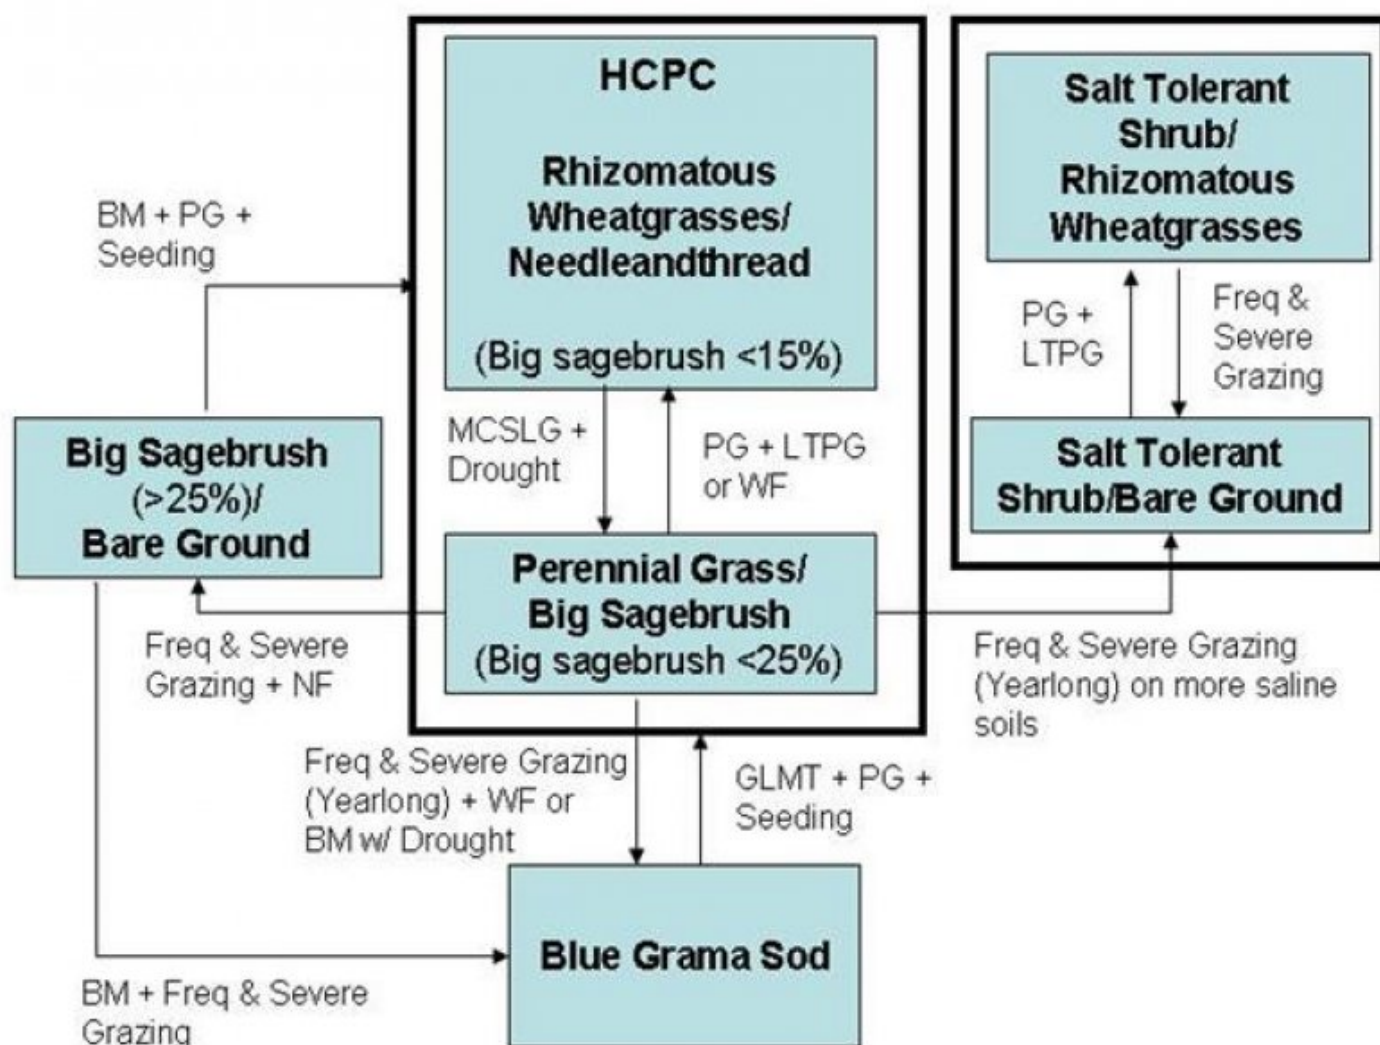 HCPC
Rhizomatous
Wheatgrasses/
Needleandthread
(Big sagebrush <15%)
Salt Tolerant
Shrub/
Rhizomatous
Wheatgrasses
BM + PG +
Seeding
PG +
LTPG
Freq &
Severe
Grazing
MCSLG +
Drought
PG + LTPG
or WF
Big Sagebrush
(>25%)/
Bare Ground
Salt Tolerant
Shrub/Bare Ground
Perennial Grass/
Big Sagebrush
(Big sagebrush <25%)
Freq & Severe
Grazing + NF
Freq & Severe Grazing
(Yearlong) on more saline
soils
Freq & Severe Grazing
(Yearlong) + WF or
BM w/ Drought
GLMT + PG +
Seeding
Blue Grama Sod
BM + Freq & Severe
Grazing